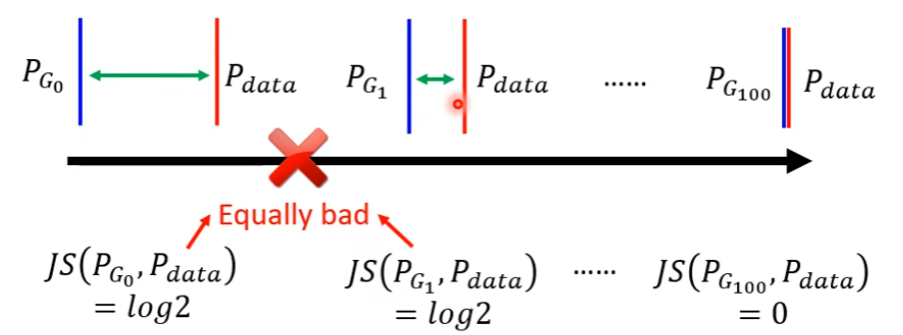 P_{G_0} P_{data} P_{G_1} P_{data} …… P_{G_{100}} P_{data}
Equally bad
JS(P_{G_0}, P_{data}) JS(P_{G_1}, P_{data}) …… JS(P_{G_{100}}, P_{data})
= log2 = log2 = 0